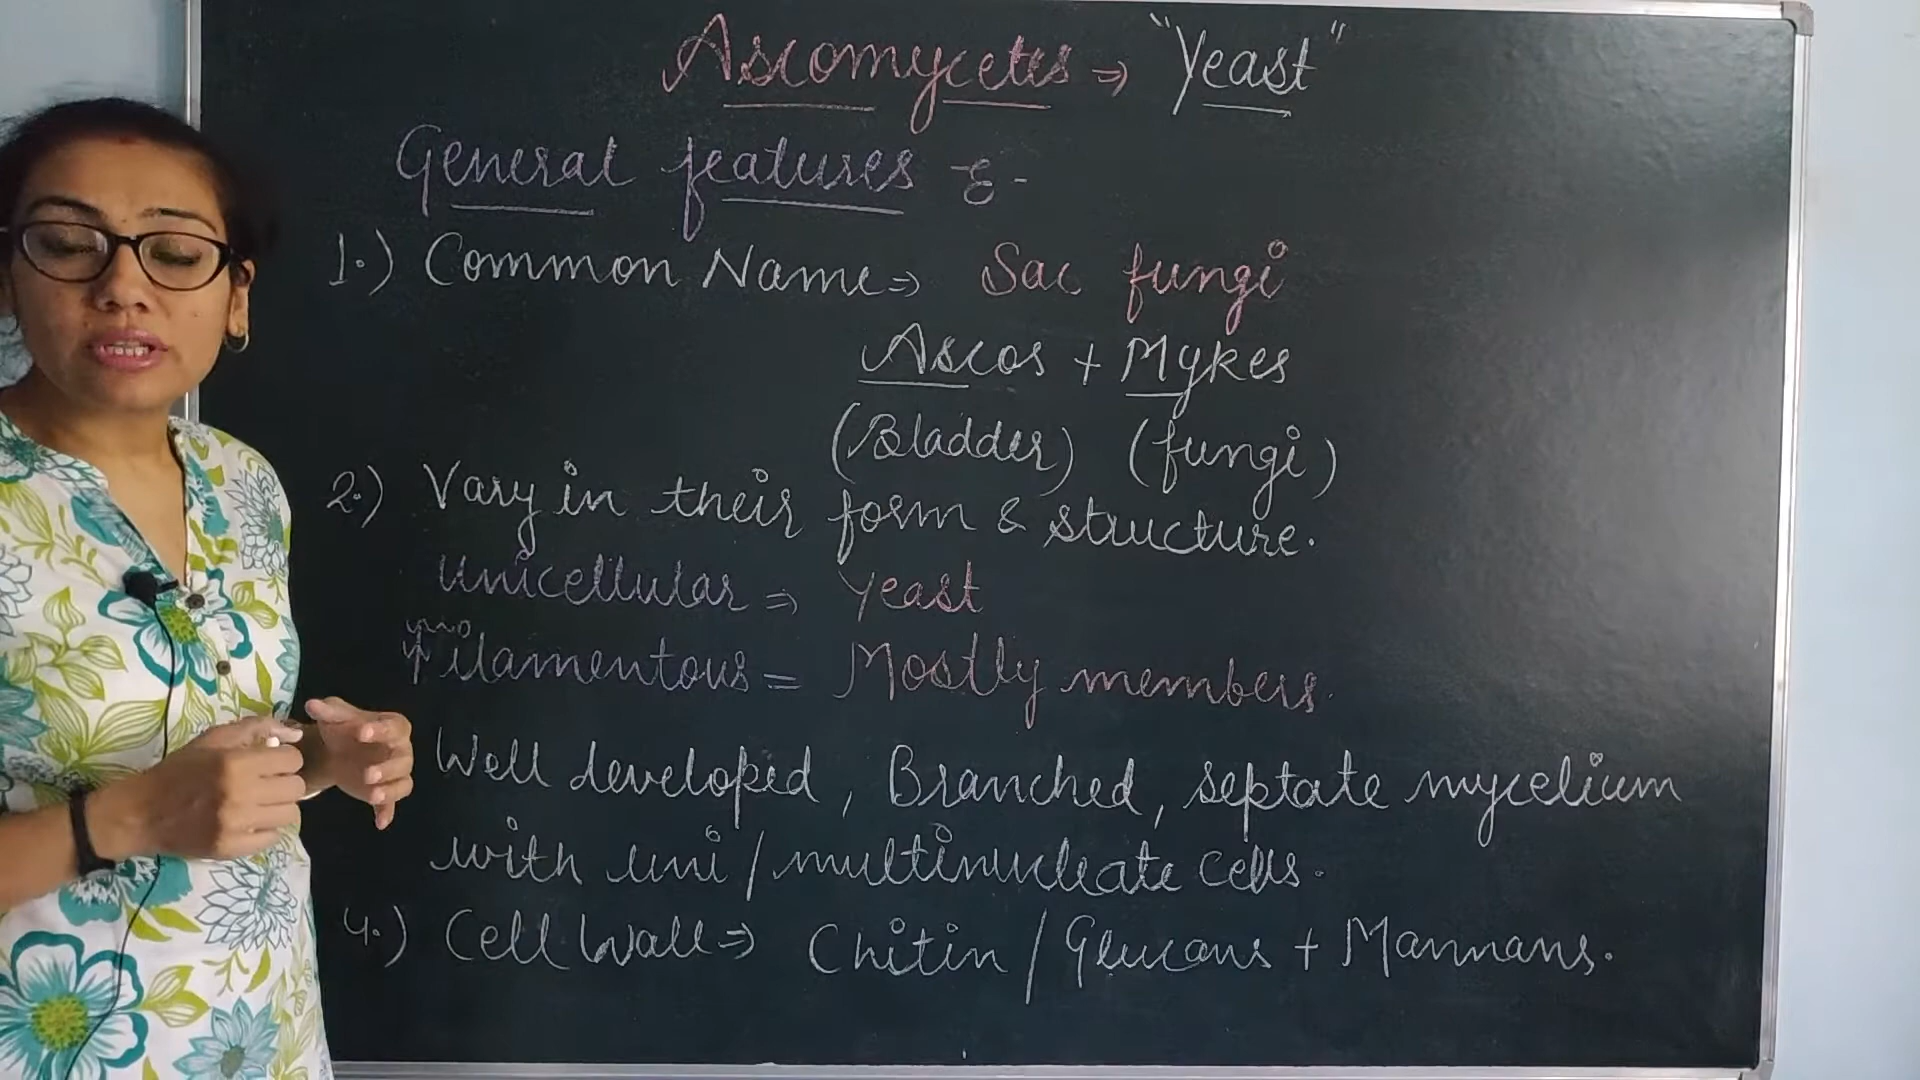 Ascomycetes ⇒ "Yeast"
General features :-
1.) Common Name ⇒ Sac fungi
Ascos + Mykes
(Bladder) (fungi)
2.) Vary in their form & structure.
Unicellular ⇒ Yeast
Filamentous = Mostly members.
Well developed, Branched, septate mycelium
with uni / multinucleate cells.
4.) Cell Wall ⇒ Chitin / Glucans + Mannans.